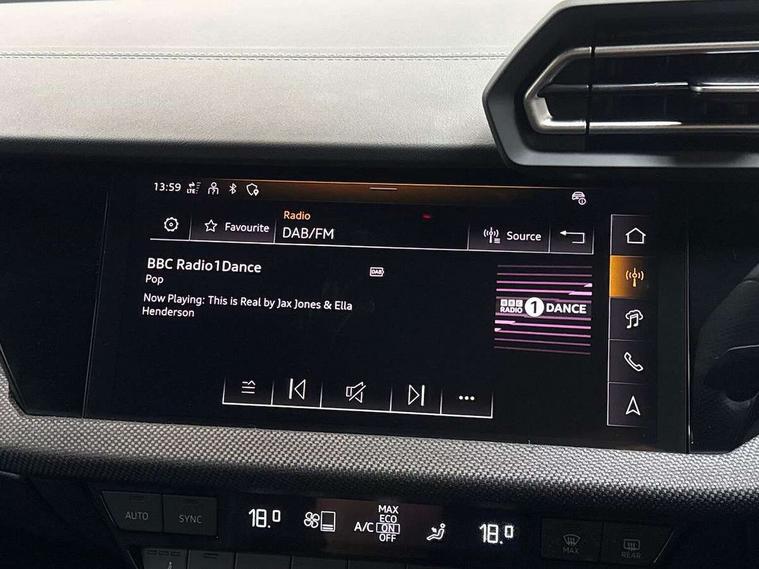 13:59 LTE
Radio
Favourite
DAB/FM
Source
BBC Radio1Dance
DAB
Pop
Now Playing: This is Real by Jax Jones & Ella
Henderson
BBC
RADIO 1 DANCE
AUTO
SYNC
18.0
A/C
MAX
ECO
ON
OFF
18.0
MAX
REAR